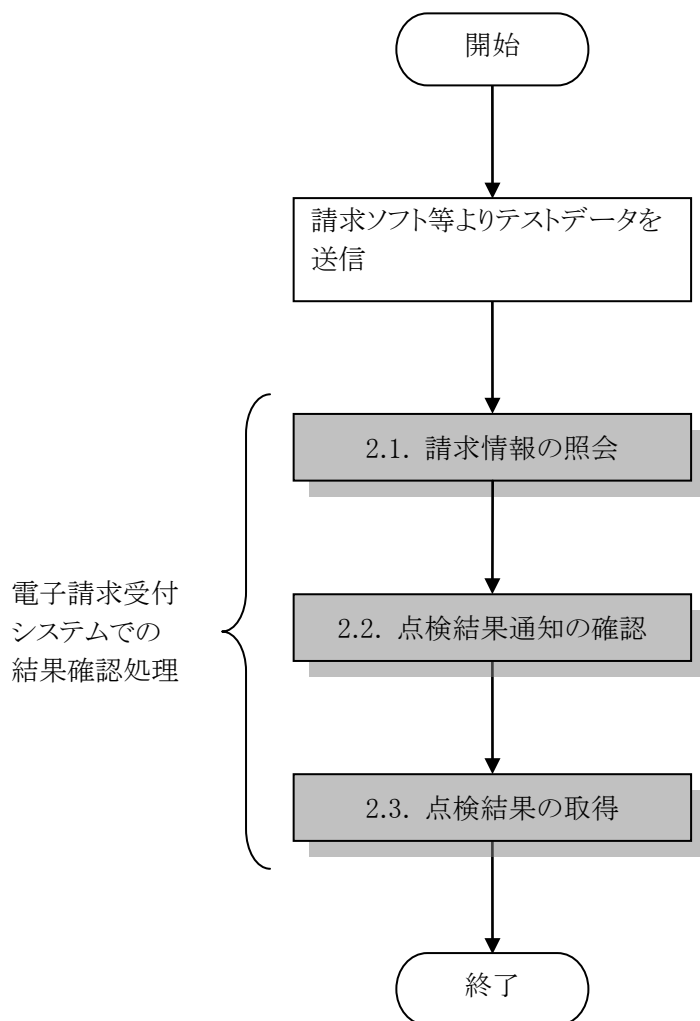 開始
請求ソフト等よりテストデータを
送信
2.1. 請求情報の照会
電子請求受付
システムでの
結果確認処理
2.2. 点検結果通知の確認
2.3. 点検結果の取得
終了